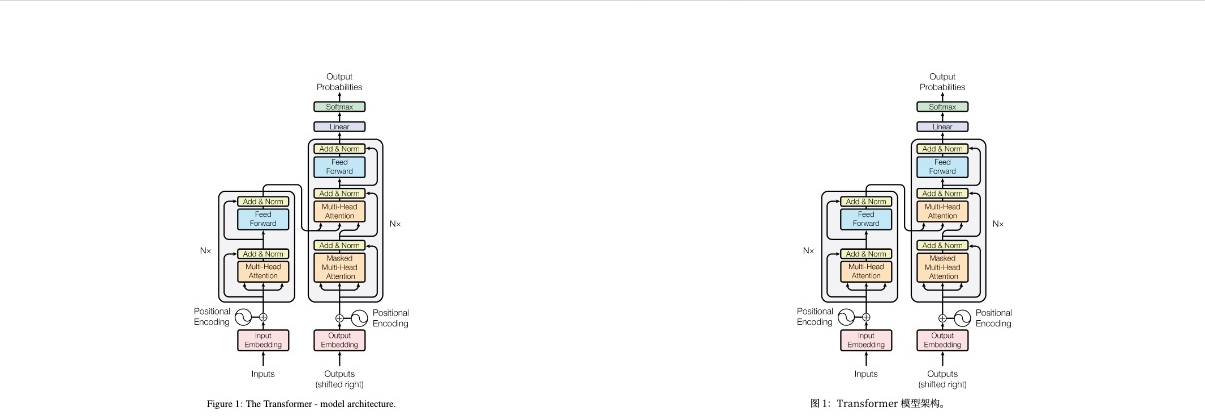 Output
Probabilities
Softmax
Linear
Add & Norm
Feed
Forward
Add & Norm
Multi-Head
Attention
Add & Norm
Masked
Multi-Head
Attention
Nx
Add & Norm
Feed
Forward
Add & Norm
Multi-Head
Attention
Nx
Positional
Encoding
Positional
Encoding
Input
Embedding
Output
Embedding
Inputs
Outputs
(shifted right)
Figure 1: The Transformer - model architecture.
Output
Probabilities
Softmax
Linear
Add & Norm
Feed
Forward
Add & Norm
Multi-Head
Attention
Add & Norm
Masked
Multi-Head
Attention
Nx
Add & Norm
Feed
Forward
Add & Norm
Multi-Head
Attention
Nx
Positional
Encoding
Positional
Encoding
Input
Embedding
Output
Embedding
Inputs
Outputs
(shifted right)
图 1：Transformer 模型架构。